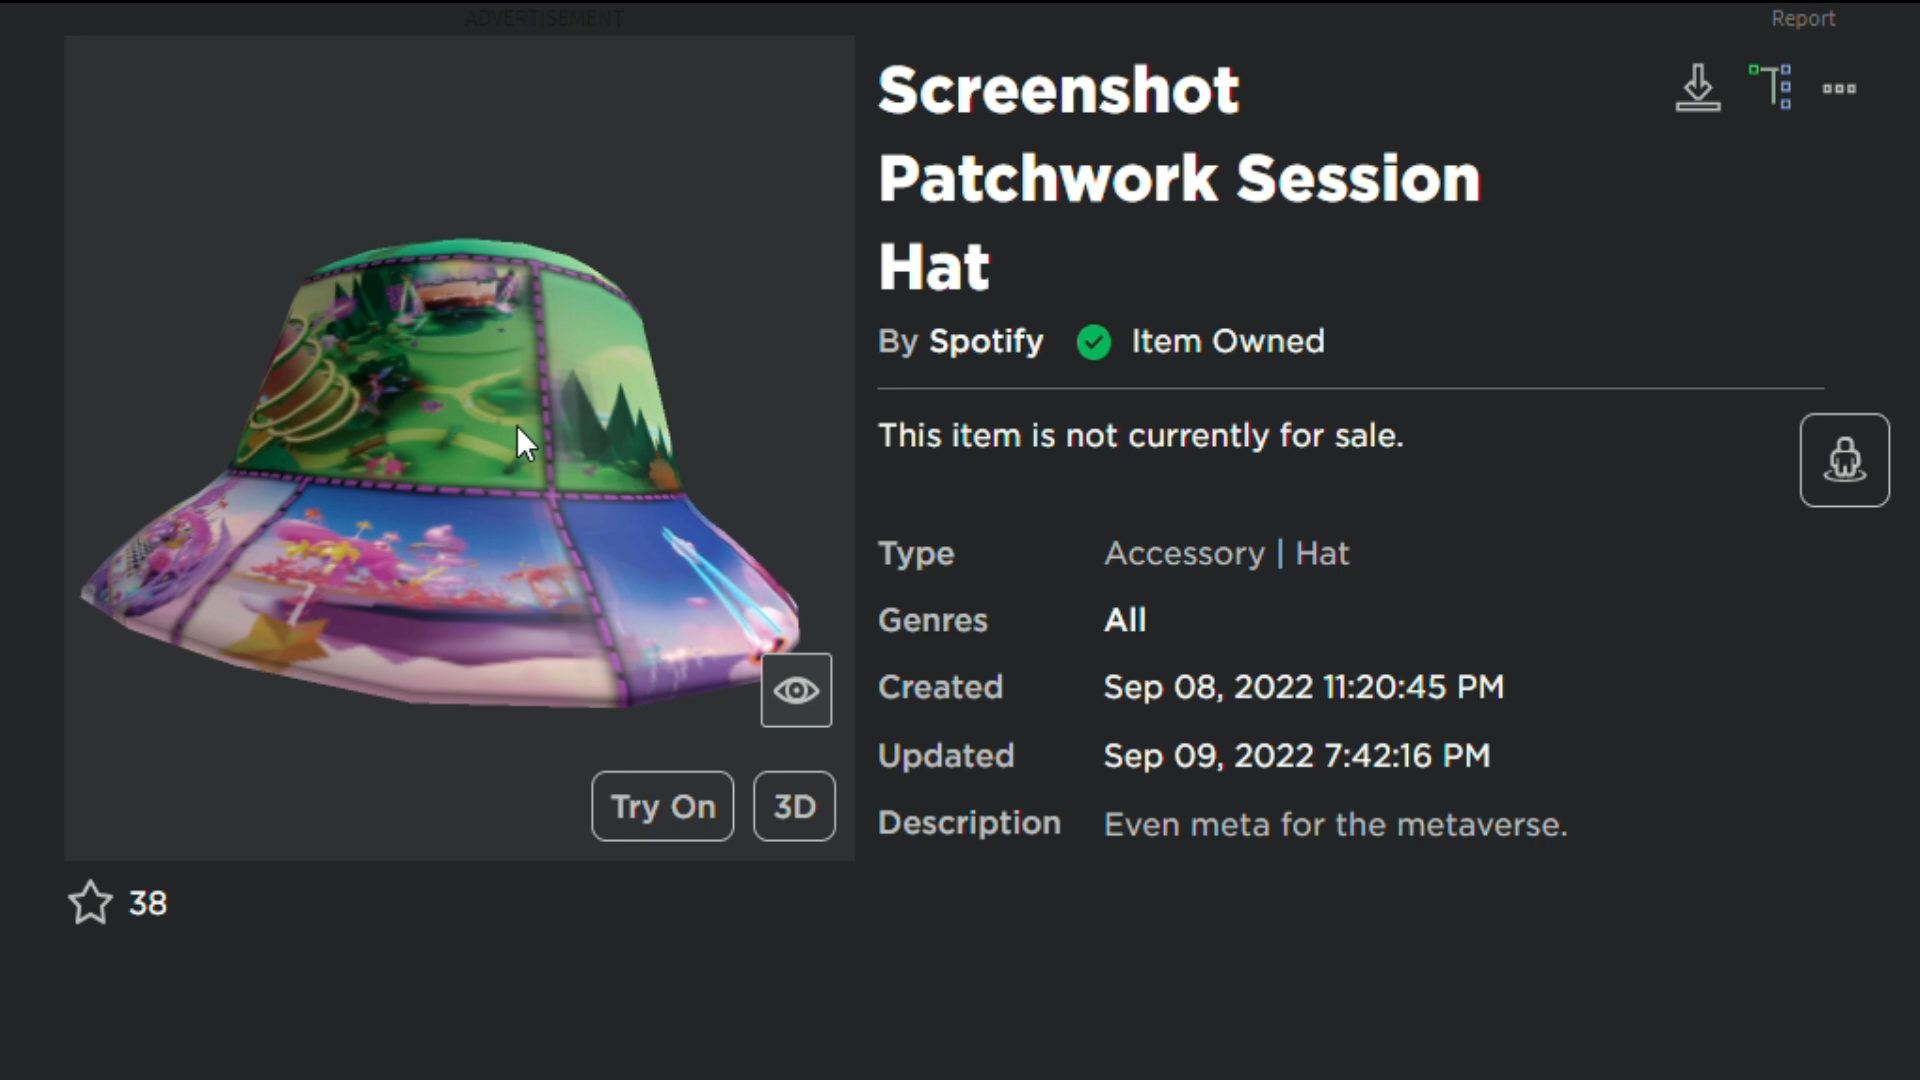 ADVERTISEMENT
Report
Screenshot
Patchwork Session
Hat
By Spotify Item Owned
This item is not currently for sale.
Type Accessory | Hat
Genres All
Created Sep 08, 2022 11:20:45 PM
Updated Sep 09, 2022 7:42:16 PM
Description Even meta for the metaverse.
Try On 3D
38